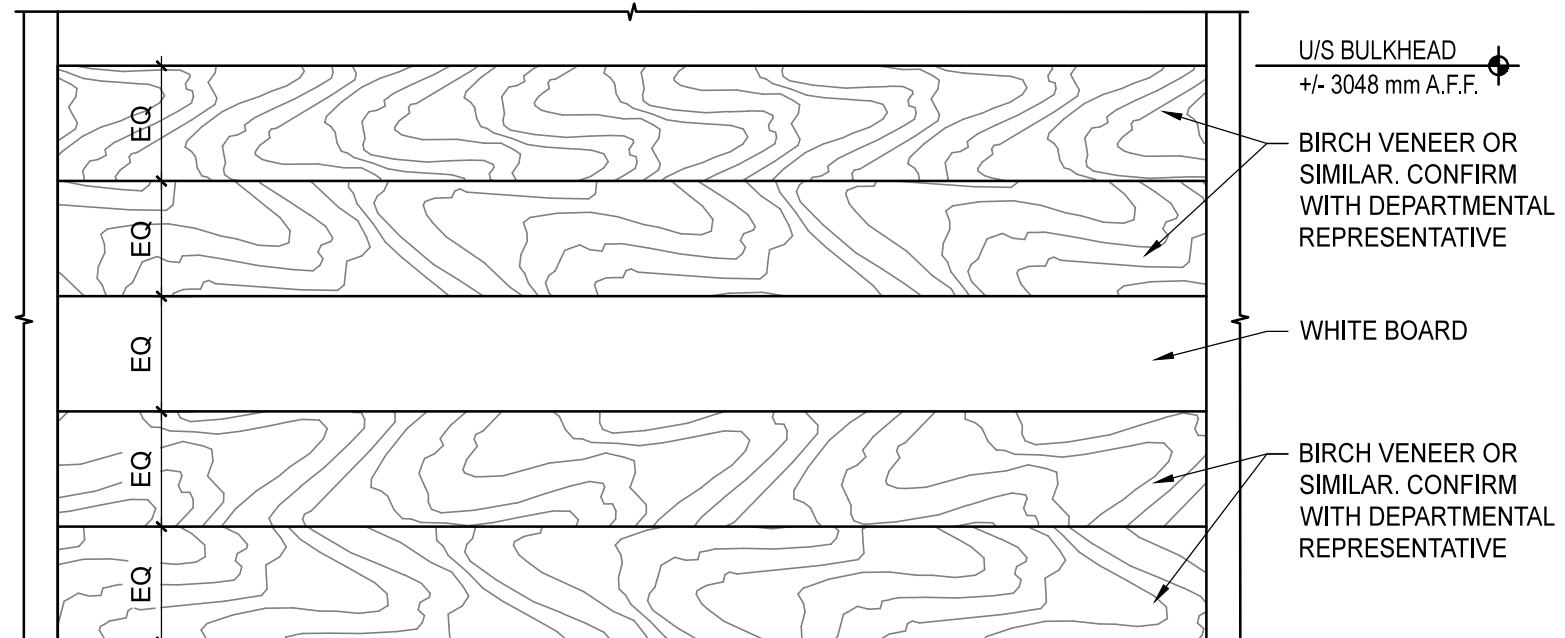 U/S BULKHEAD
+/- 3048 mm A.F.F.
EQ
BIRCH VENEER OR
SIMILAR. CONFIRM
WITH DEPARTMENTAL
REPRESENTATIVE
EQ
EQ
WHITE BOARD
EQ
BIRCH VENEER OR
SIMILAR. CONFIRM
WITH DEPARTMENTAL
REPRESENTATIVE
EQ